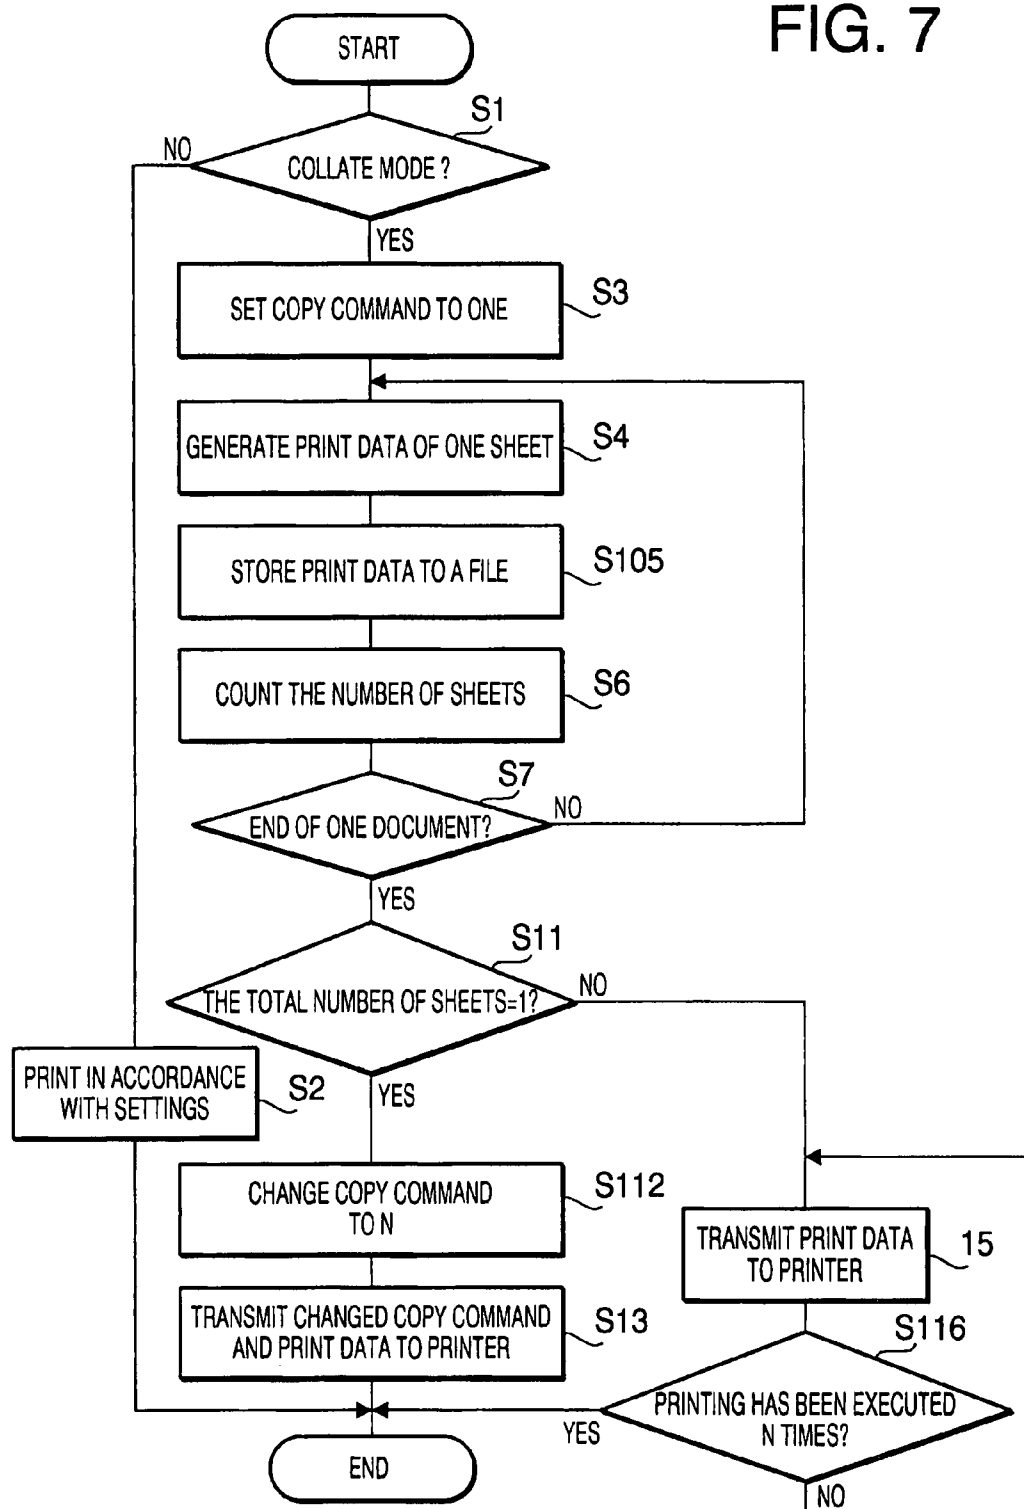 FIG. 7
START
S1
NO
COLLATE MODE ?
YES
SET COPY COMMAND TO ONE
S3
GENERATE PRINT DATA OF ONE SHEET
S4
STORE PRINT DATA TO A FILE
S105
COUNT THE NUMBER OF SHEETS
S6
S7
END OF ONE DOCUMENT?
NO
YES
S11
THE TOTAL NUMBER OF SHEETS=1?
NO
YES
PRINT IN ACCORDANCE
WITH SETTINGS
S2
CHANGE COPY COMMAND
TO N
S112
TRANSMIT PRINT DATA
TO PRINTER
15
TRANSMIT CHANGED COPY COMMAND
AND PRINT DATA TO PRINTER
S13
S116
PRINTING HAS BEEN EXECUTED
N TIMES?
YES
NO
END